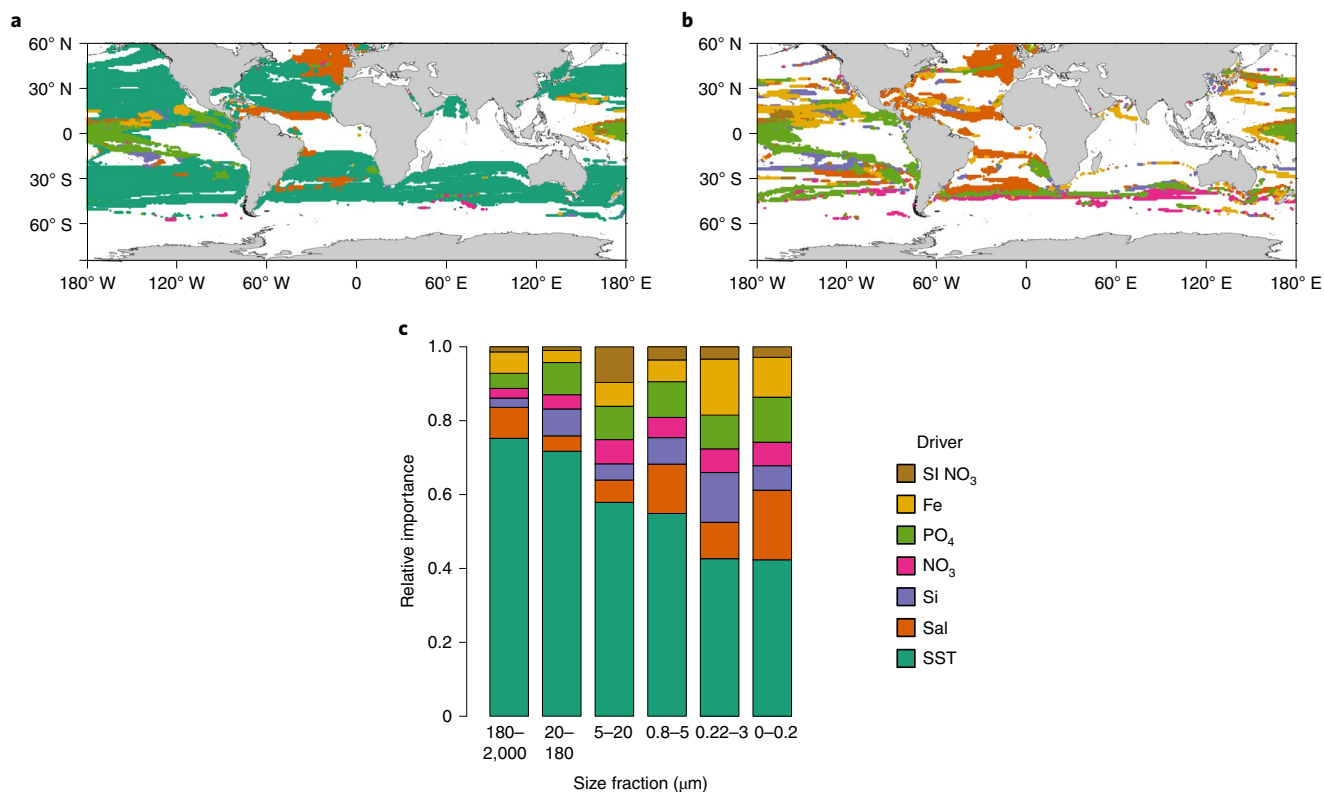 a
60° N
30° N
0
30° S
60° S
180° W
120° W
60° W
0
60° E
120° E
180° E
b
60° N
30° N
0
30° S
60° S
180° W
120° W
60° W
0
60° E
120° E
180° E
c
Relative importance
1.0
0.8
0.6
0.4
0.2
0
180–
2,000
20–
180
5–20
0.8–5
0.22–3
0–0.2
Size fraction (μm)
Driver
SI NO₃
Fe
PO₄
NO₃
Si
Sal
SST